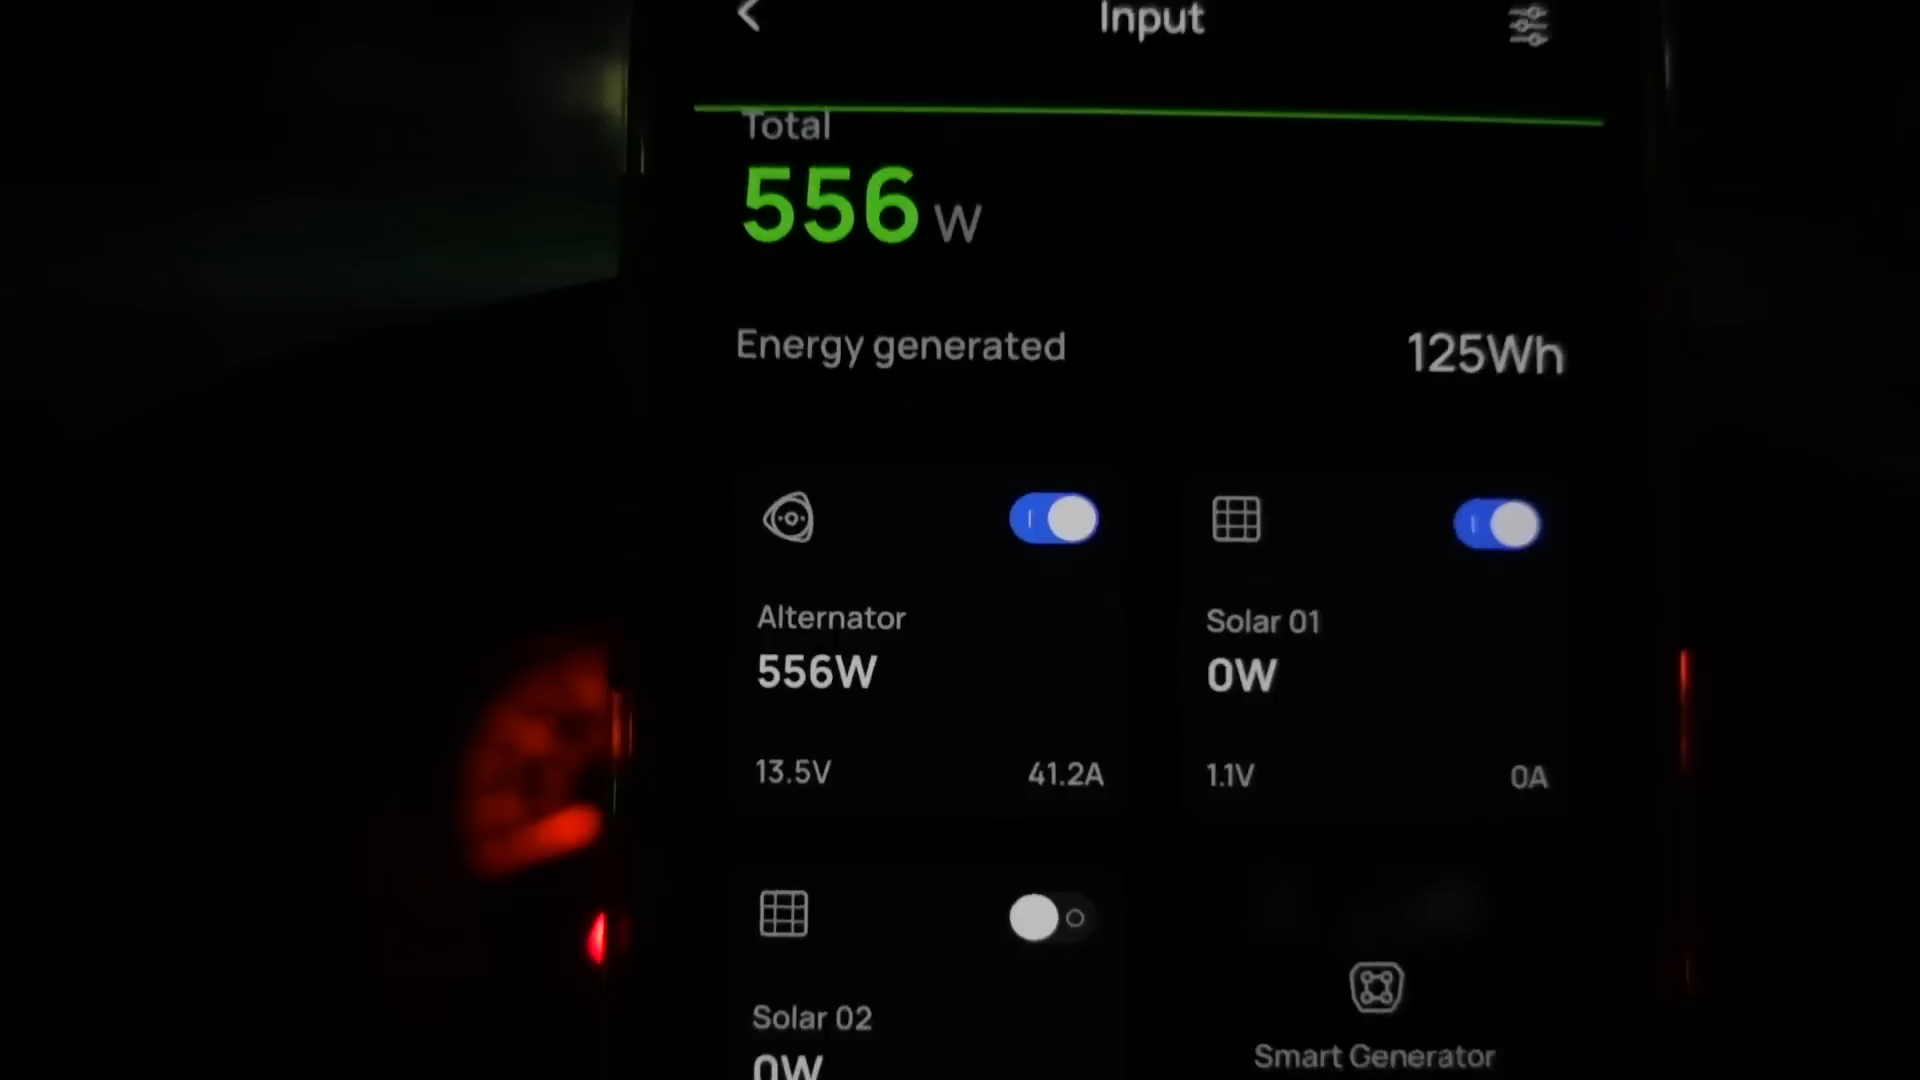 Input
Total
556 W
Energy generated 125Wh
Alternator
556W
13.5V 41.2A
Solar 01
0W
1.1V 0A
Solar 02
0W
Smart Generator